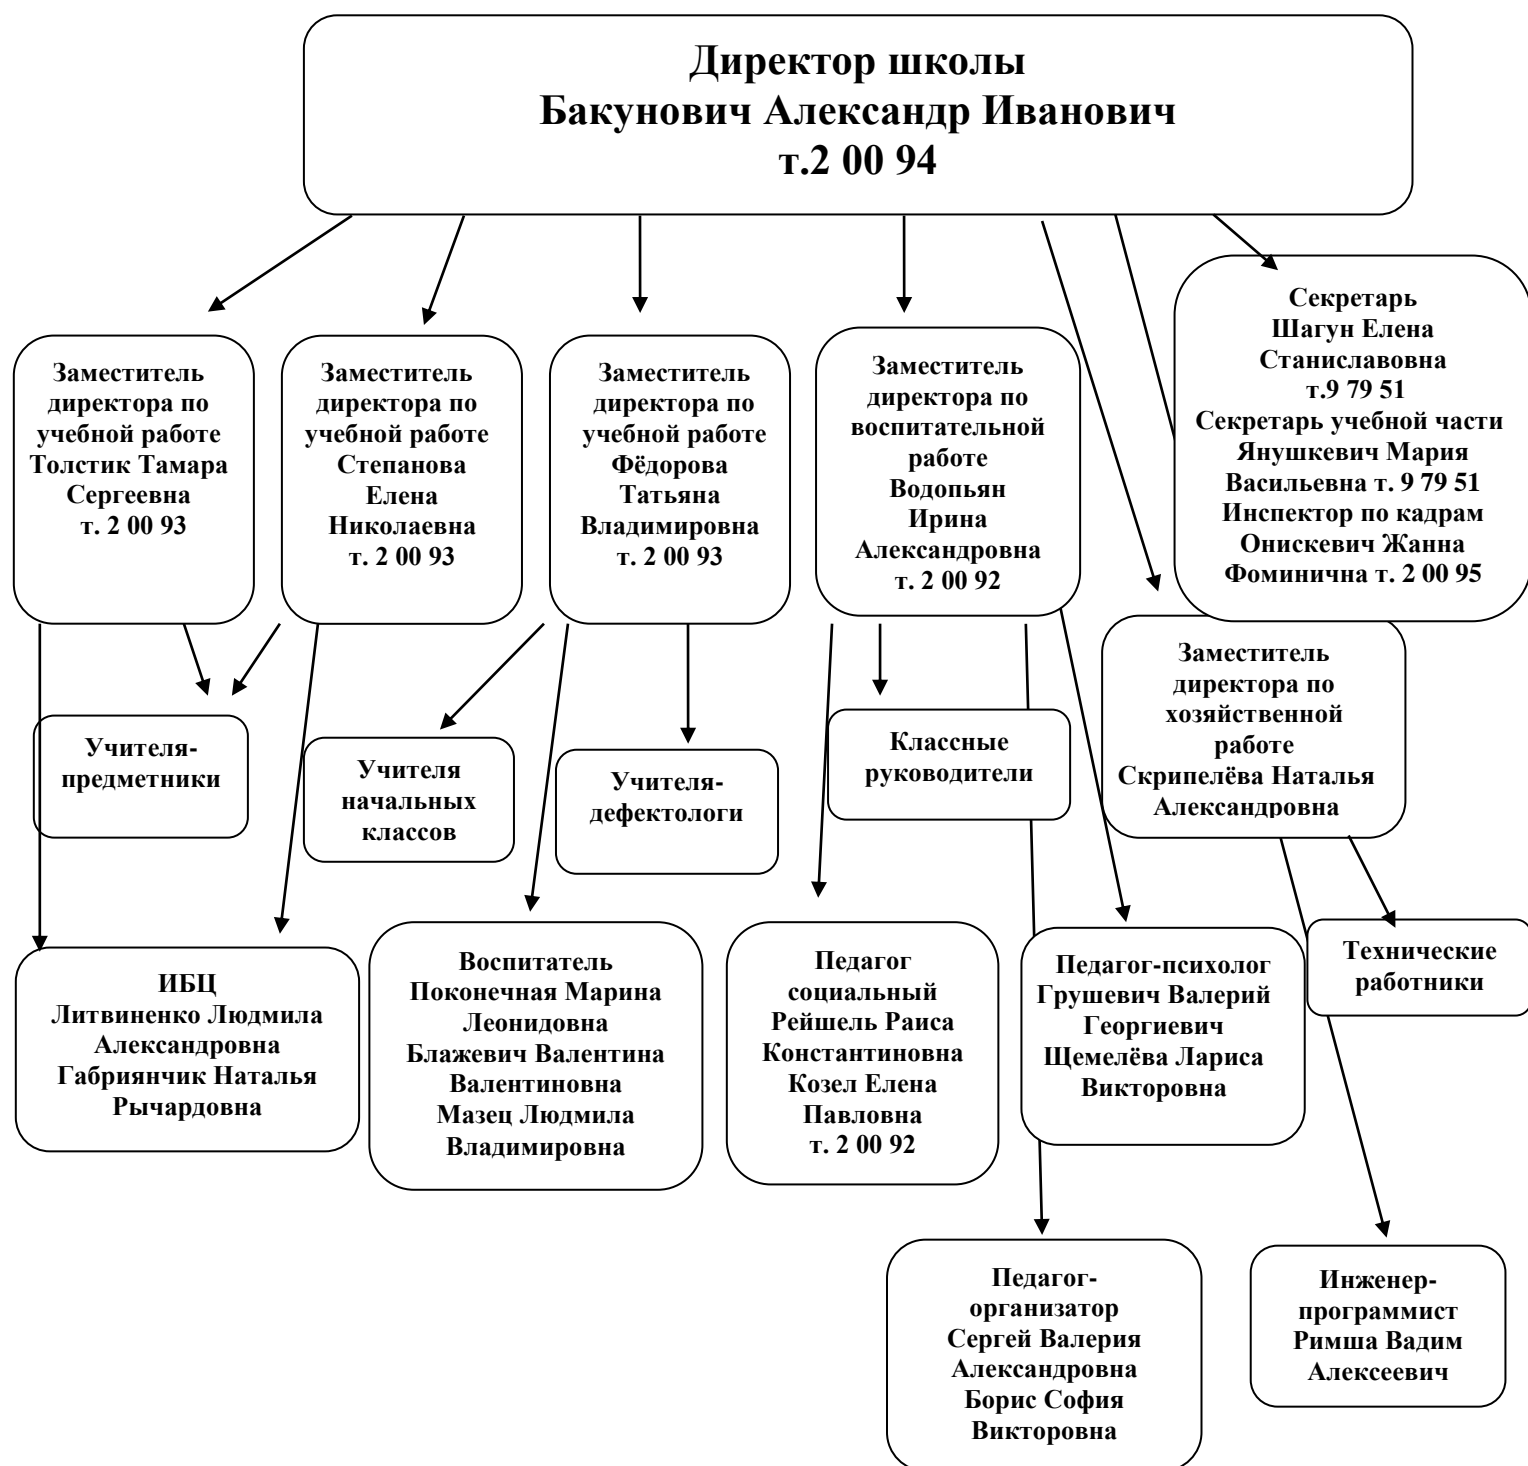 Директор школы
Бакунович Александр Иванович
т.2 00 94
Секретарь
Шагун Елена
Станиславовна
т.9 79 51
Секретарь учебной части
Янушкевич Мария
Васильевна т. 9 79 51
Инспектор по кадрам
Онискевич Жанна
Фоминична т. 2 00 95
Заместитель
директора по
учебной работе
Толстик Тамара
Сергеевна
т. 2 00 93
Заместитель
директора по
учебной работе
Степанова
Елена
Николаевна
т. 2 00 93
Заместитель
директора по
учебной работе
Фёдорова
Татьяна
Владимировна
т. 2 00 93
Заместитель
директора по
воспитательной
работе
Водопьян
Ирина
Александровна
т. 2 00 92
Заместитель
директора по
хозяйственной
работе
Скрипелёва Наталья
Александровна
Учителя-
предметники
Учителя
начальных
классов
Учителя-
дефектологи
Классные
руководители
ИБЦ
Литвиненко Людмила
Александровна
Габриянчик Наталья
Рычардовна
Воспитатель
Поконечная Марина
Леонидовна
Блажевич Валентина
Валентиновна
Мазец Людмила
Владимировна
Педагог
социальный
Рейшель Раиса
Константиновна
Козел Елена
Павловна
т. 2 00 92
Педагог-психолог
Грушевич Валерий
Георгиевич
Щемелёва Лариса
Викторовна
Технические
работники
Педагог-
организатор
Сергей Валерия
Александровна
Борис София
Викторовна
Инженер-
программист
Римша Вадим
Алексеевич